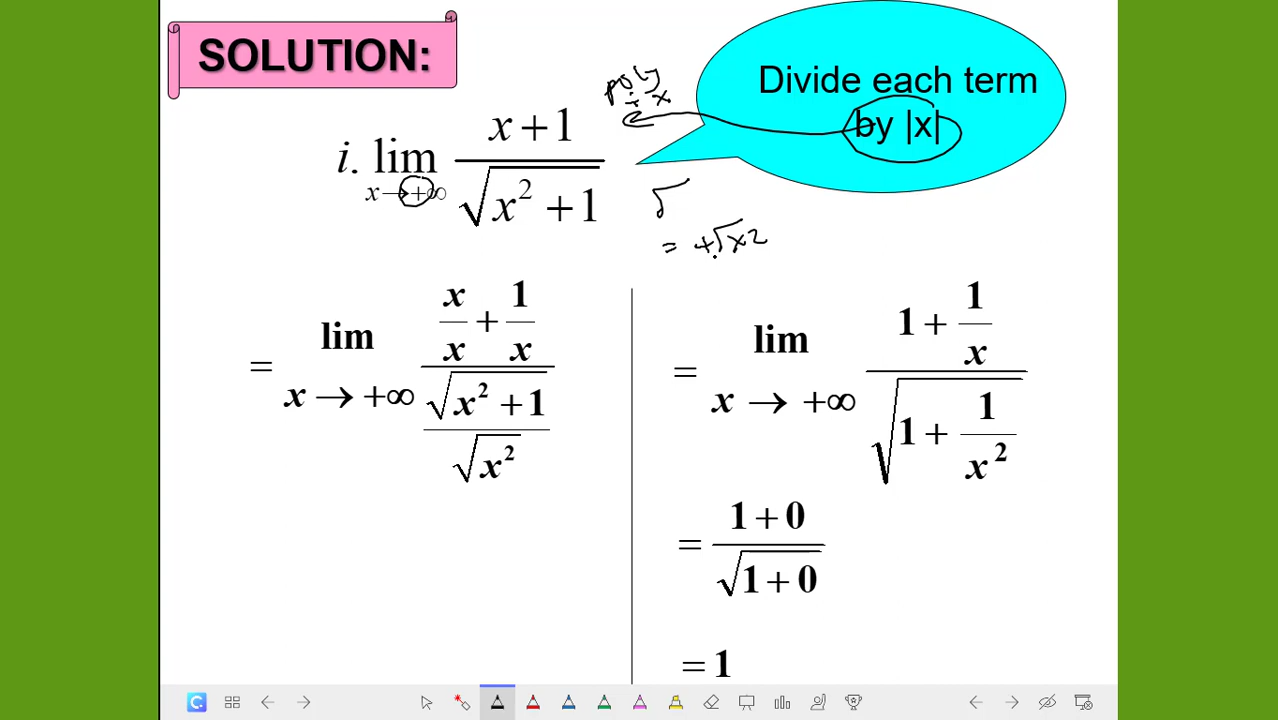 SOLUTION:
Divide each term
by |x|
poly
÷ x
i. lim x→+∞ (x+1)/√(x²+1)
√
= +√x2
= lim x → +∞ (x/x + 1/x)/(√(x²+1)/√(x²))
= lim x → +∞ (1 + 1/x)/√(1 + 1/x²)
= (1+0)/√(1+0)
= 1